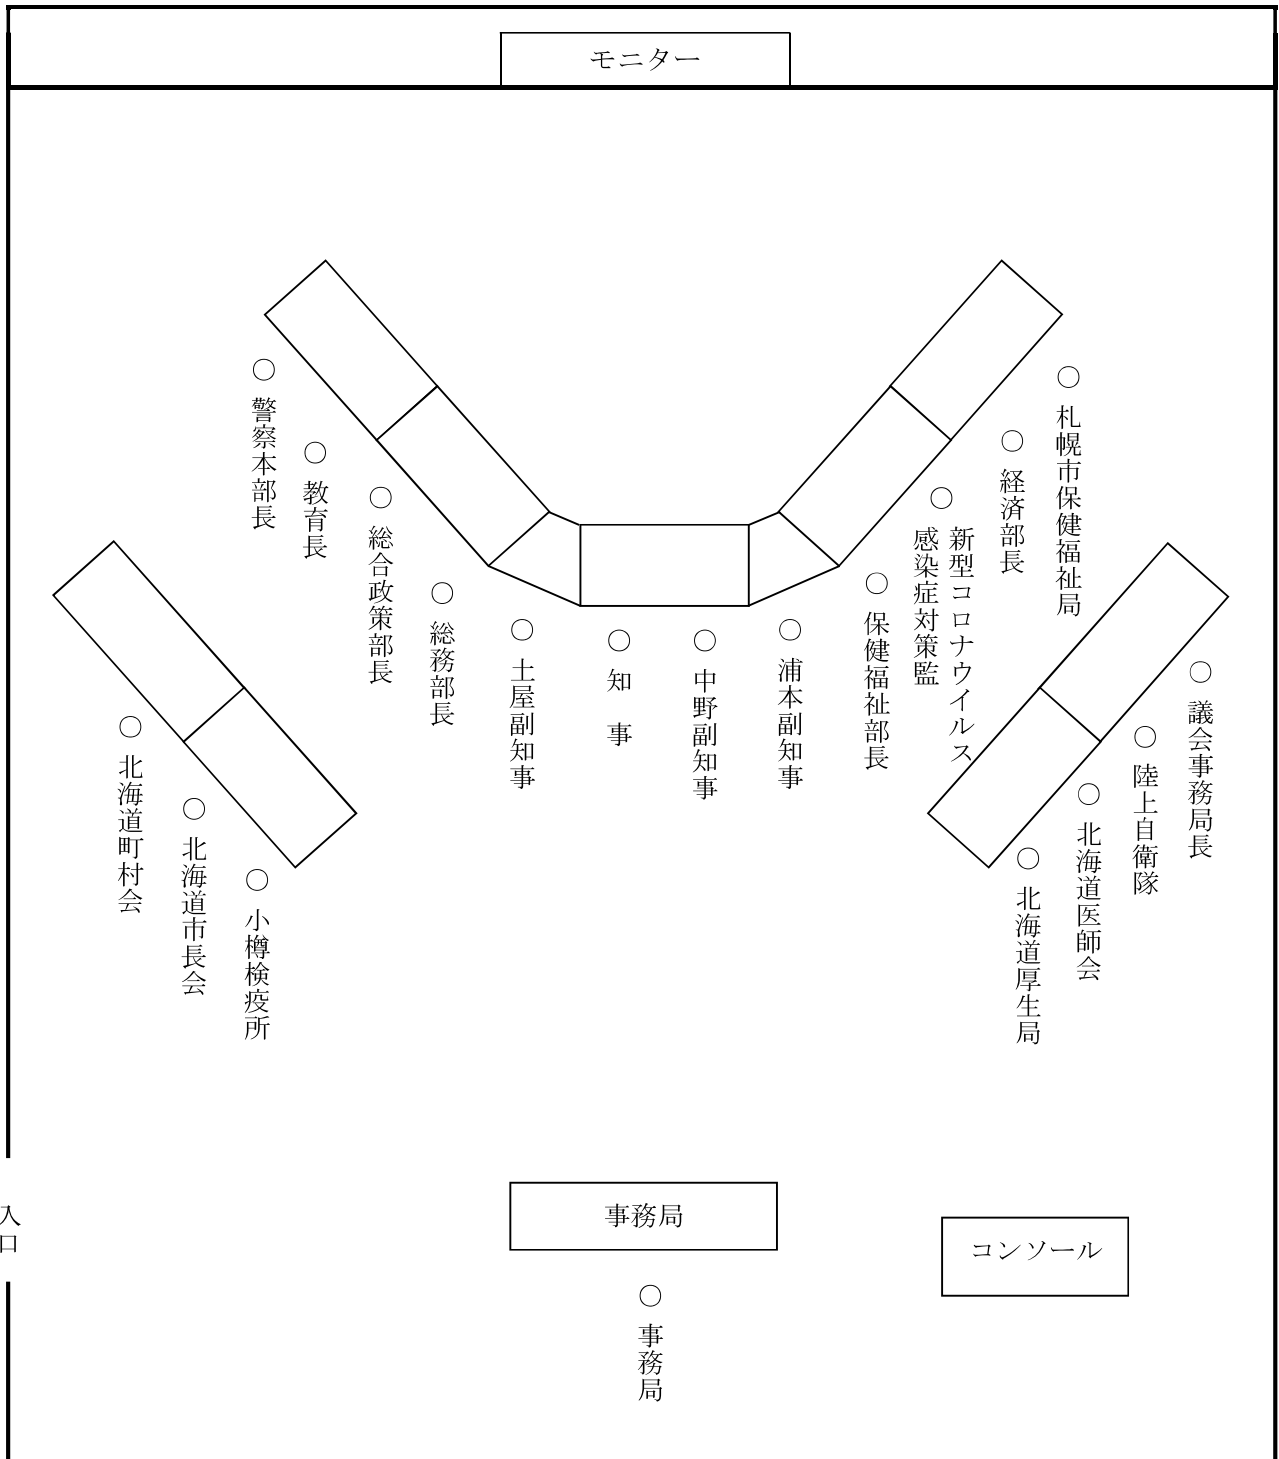 モニター
○ 警察本部長
○ 教育長
○ 総合政策部長
○ 総務部長
○ 土屋副知事
○ 知 事
○ 中野副知事
○ 浦本副知事
○ 保健福祉部長
○ 新型コロナウイルス
感染症対策監
○ 経済部長
○ 札幌市保健福祉局
○ 北海道町村会
○ 北海道市長会
○ 小樽検疫所
○ 北海道厚生局
○ 北海道医師会
○ 陸上自衛隊
○ 議会事務局長
入口
事務局
○ 事務局
コンソール